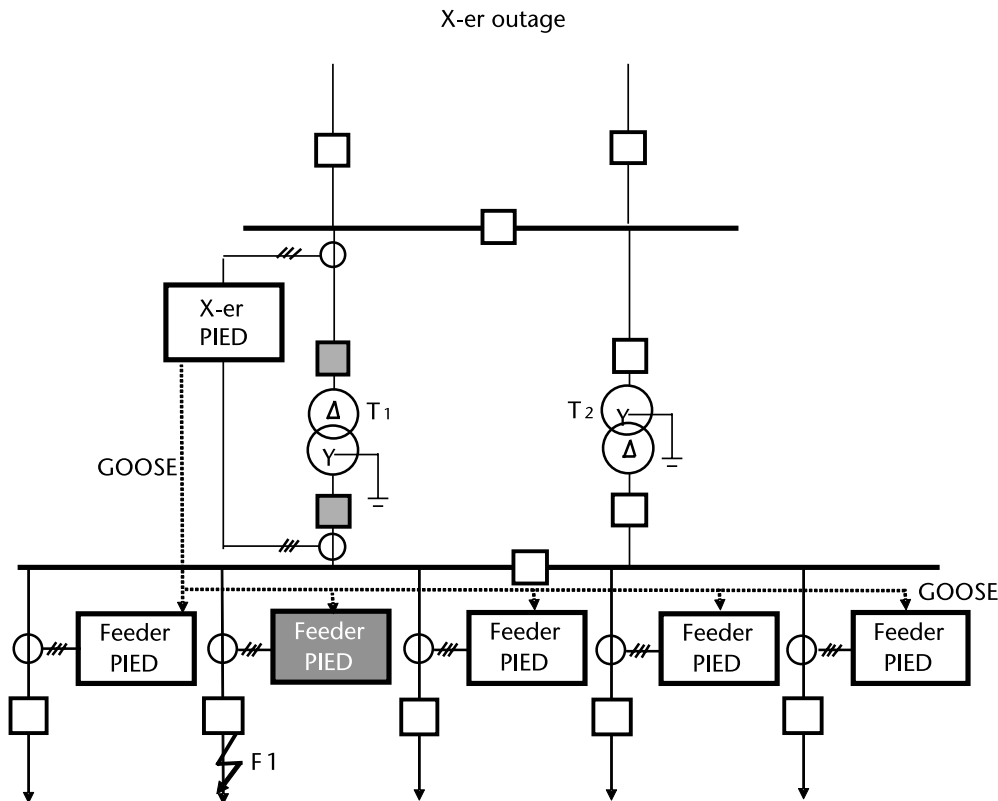 X-er outage
X-er
PIED
Δ
T1
Y
T2
Y
Δ
GOOSE
GOOSE
Feeder
PIED
Feeder
PIED
Feeder
PIED
Feeder
PIED
Feeder
PIED
F1